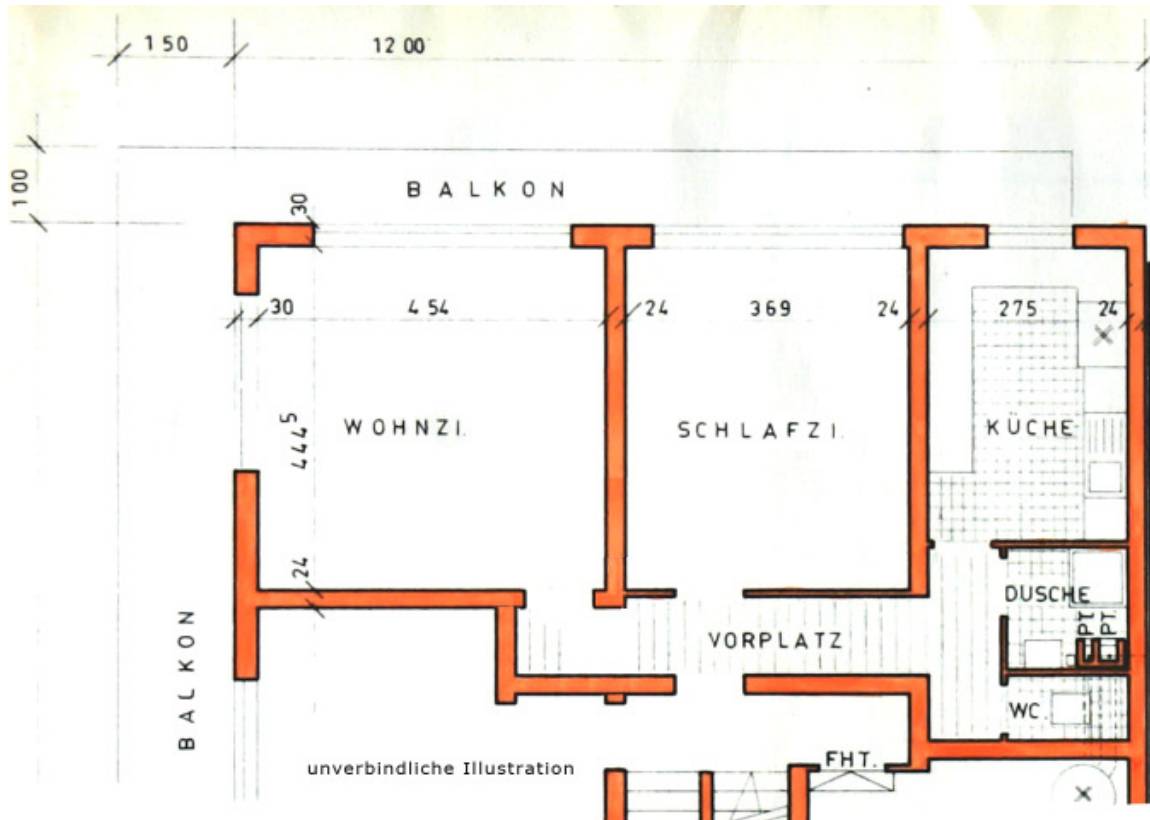 150
12 00
100
BALKON
30
30
4 54
24
369
24
275
24
444⁵
WOHNZI.
SCHLAFZI.
KÜCHE
24
DUSCHE
PT.
PT.
VORPLATZ
BALKON
WC.
FHT.
unverbindliche Illustration